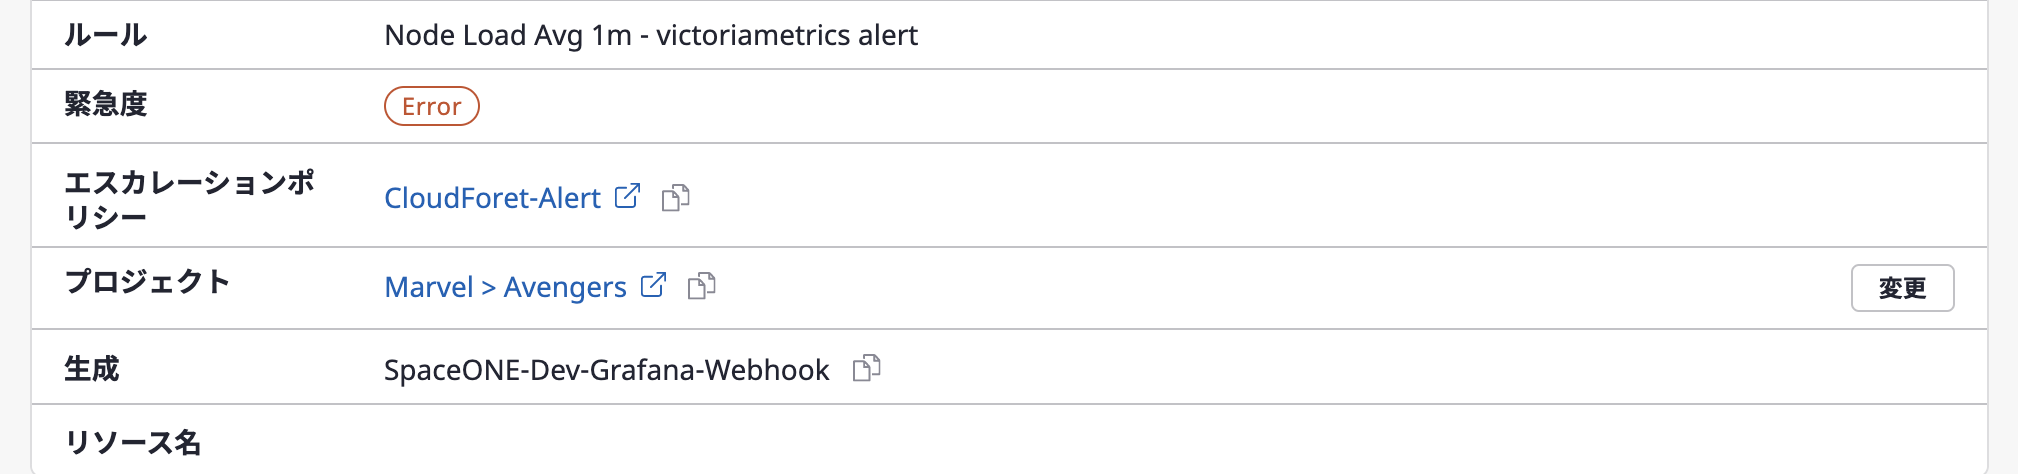 ルール Node Load Avg 1m - victoriametrics alert
緊急度 Error
エスカレーションポ
リシー CloudForet-Alert
プロジェクト Marvel > Avengers 変更
生成 SpaceONE-Dev-Grafana-Webhook
リソース名